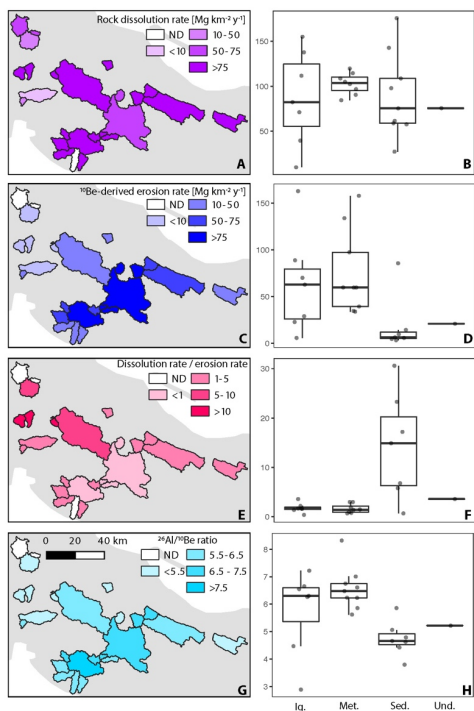 Rock dissolution rate [Mg km⁻² y⁻¹]
ND
10-50
<10
50-75
>75
A
150
100
50
B
¹⁰Be-derived erosion rate [Mg km⁻² y⁻¹]
ND
10-50
<10
50-75
>75
C
150
100
50
0
D
Dissolution rate / erosion rate
ND
1-5
<1
5-10
>10
E
30
20
10
0
F
0 20 40 km
²⁶Al/¹⁰Be ratio
ND
5.5-6.5
<5.5
6.5 - 7.5
>7.5
G
8
7
6
5
4
3
H
Ig. Met. Sed. Und.